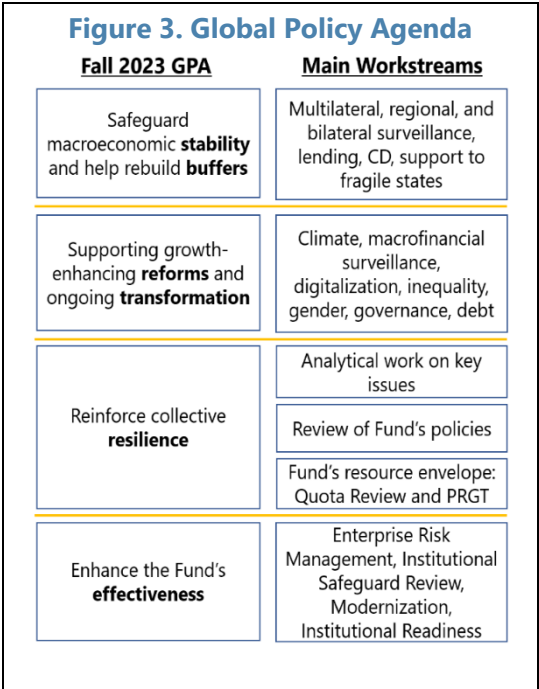 Figure 3. Global Policy Agenda
Fall 2023 GPA
Main Workstreams
Safeguard
macroeconomic stability
and help rebuild buffers
Multilateral, regional, and
bilateral surveillance,
lending, CD, support to
fragile states
Supporting growth-
enhancing reforms and
ongoing transformation
Climate, macrofinancial
surveillance,
digitalization, inequality,
gender, governance, debt
Reinforce collective
resilience
Analytical work on key
issues
Review of Fund's policies
Fund's resource envelope:
Quota Review and PRGT
Enhance the Fund's
effectiveness
Enterprise Risk
Management, Institutional
Safeguard Review,
Modernization,
Institutional Readiness